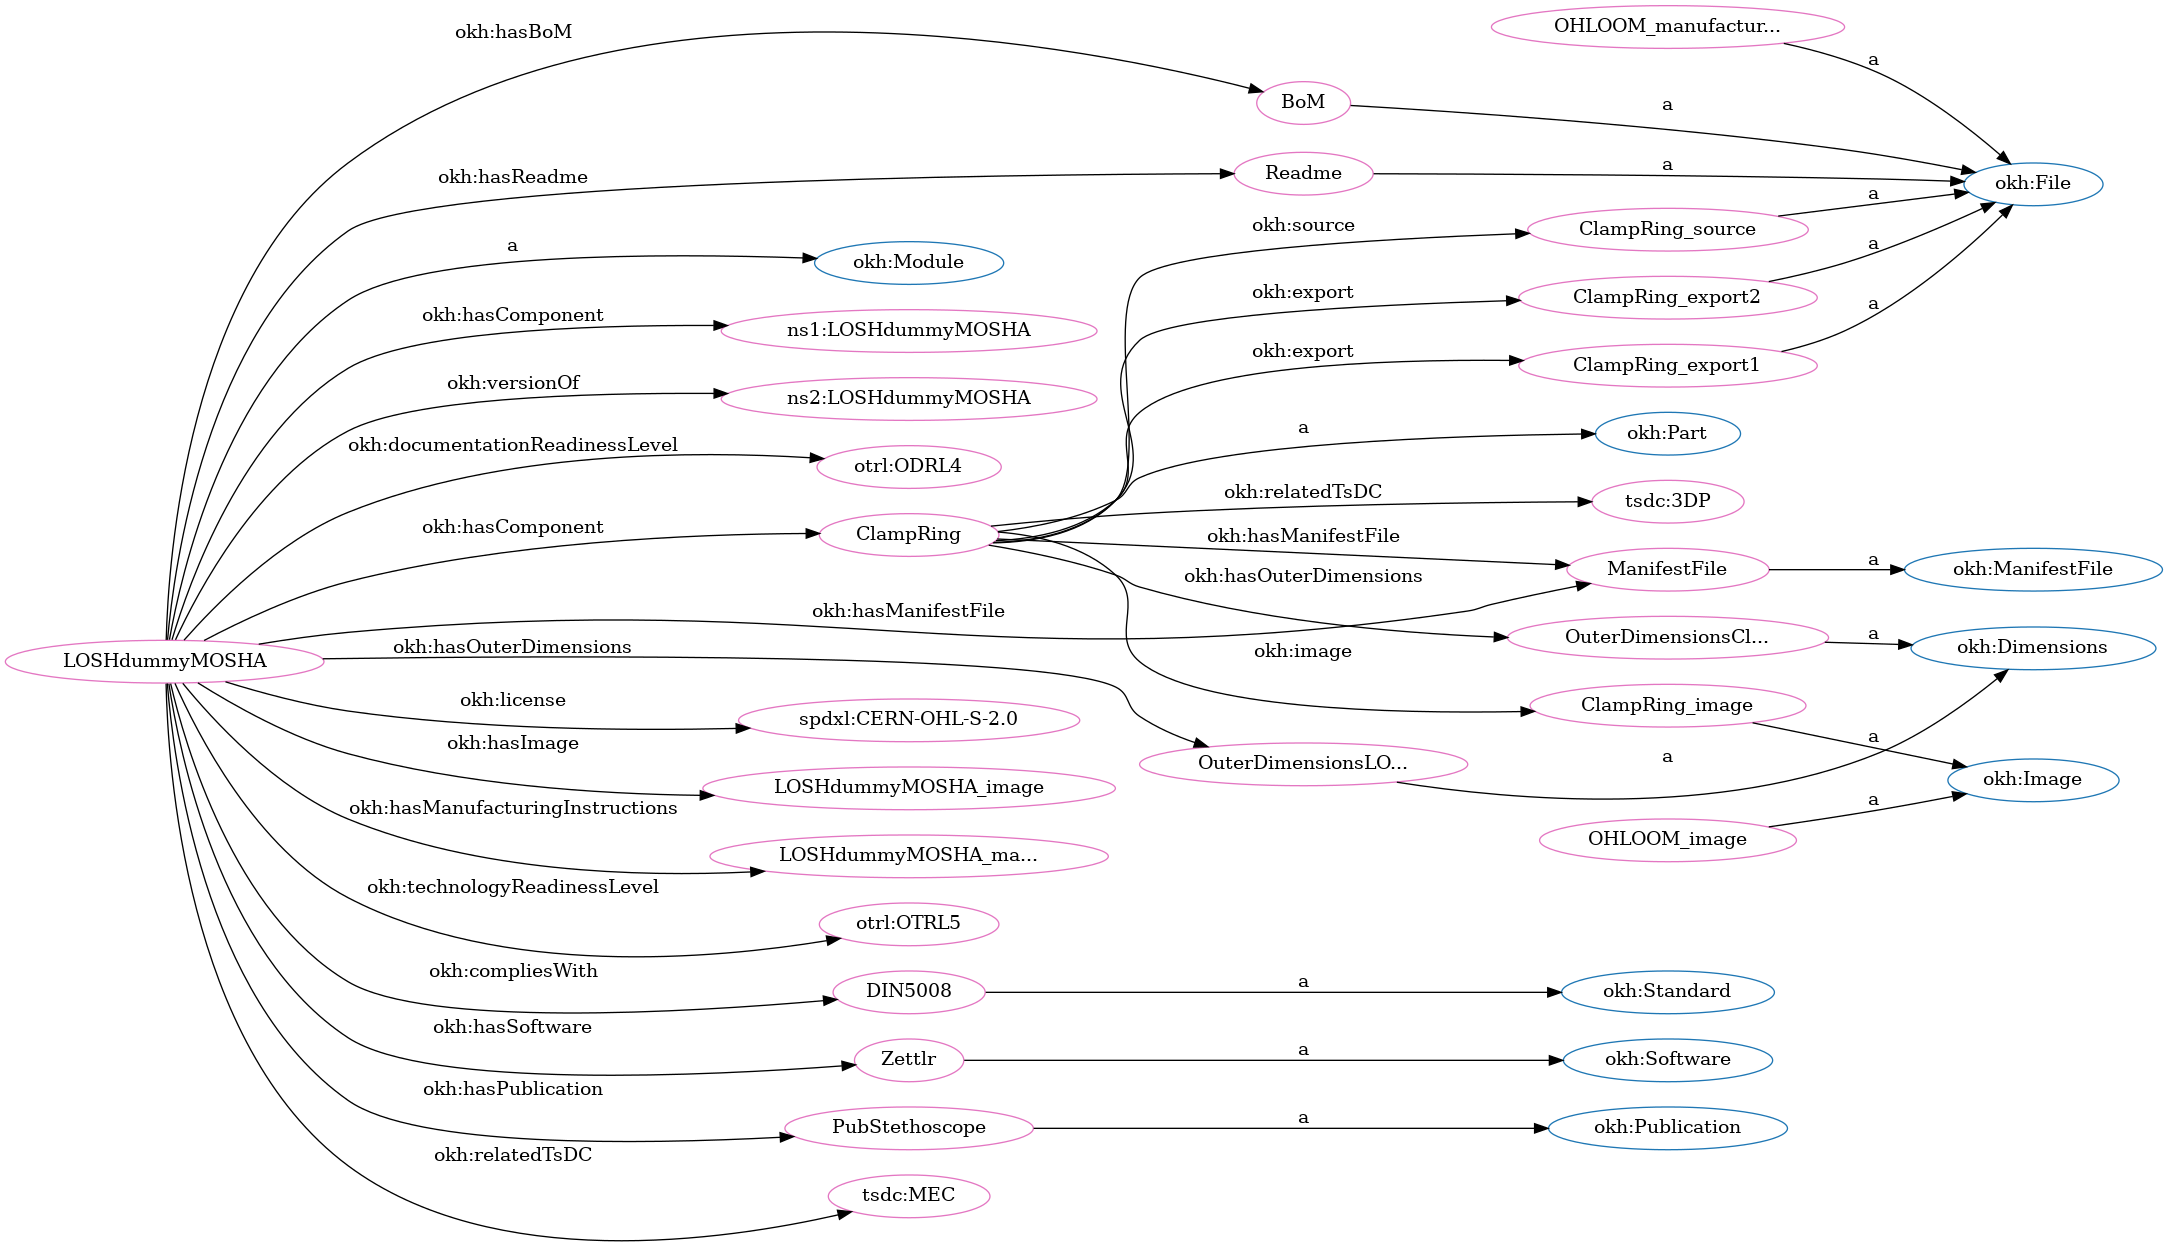 okh:hasBoM
OHLOOM_manufactur...
a
BoM
a
okh:hasReadme
Readme
a
okh:File
okh:source
ClampRing_source
a
a
okh:Module
okh:export
ClampRing_export2
a
okh:hasComponent
ns1:LOSHdummyMOSHA
okh:export
ClampRing_export1
a
okh:versionOf
ns2:LOSHdummyMOSHA
a
okh:Part
okh:documentationReadinessLevel
otrl:ODRL4
okh:relatedTsDC
tsdc:3DP
okh:hasComponent
ClampRing
okh:hasManifestFile
ManifestFile
a
okh:ManifestFile
okh:hasOuterDimensions
okh:hasManifestFile
OuterDimensionsCl...
a
okh:Dimensions
LOSHdummyMOSHA
okh:hasOuterDimensions
okh:image
okh:license
spdxl:CERN-OHL-S-2.0
ClampRing_image
a
okh:hasImage
OuterDimensionsLO...
a
okh:Image
LOSHdummyMOSHA_image
a
okh:hasManufacturingInstructions
OHLOOM_image
LOSHdummyMOSHA_ma...
okh:technologyReadinessLevel
otrl:OTRL5
okh:compliesWith
DIN5008
a
okh:Standard
okh:hasSoftware
Zettlr
a
okh:Software
okh:hasPublication
PubStethoscope
a
okh:Publication
okh:relatedTsDC
tsdc:MEC